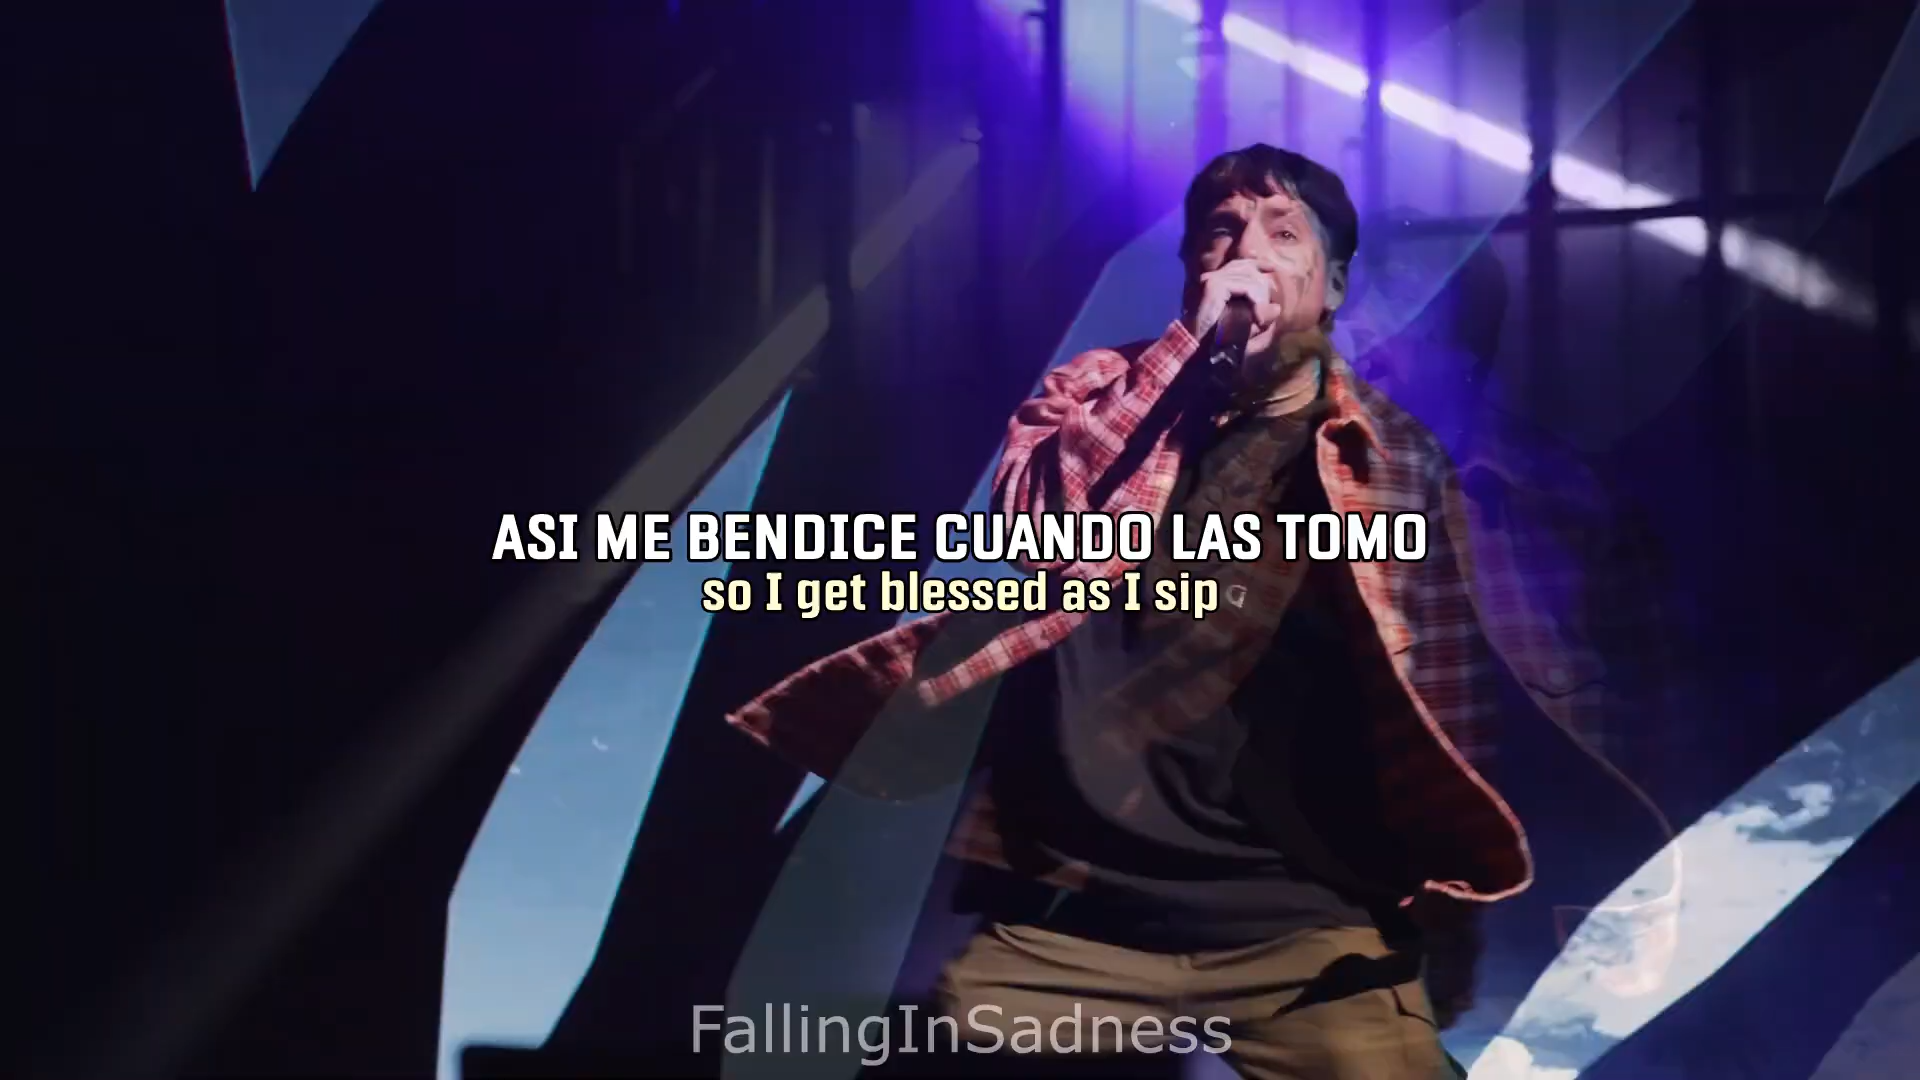 ASI ME BENDICE CUANDO LAS TOMO
so I get blessed as I sip
FallingInSadness